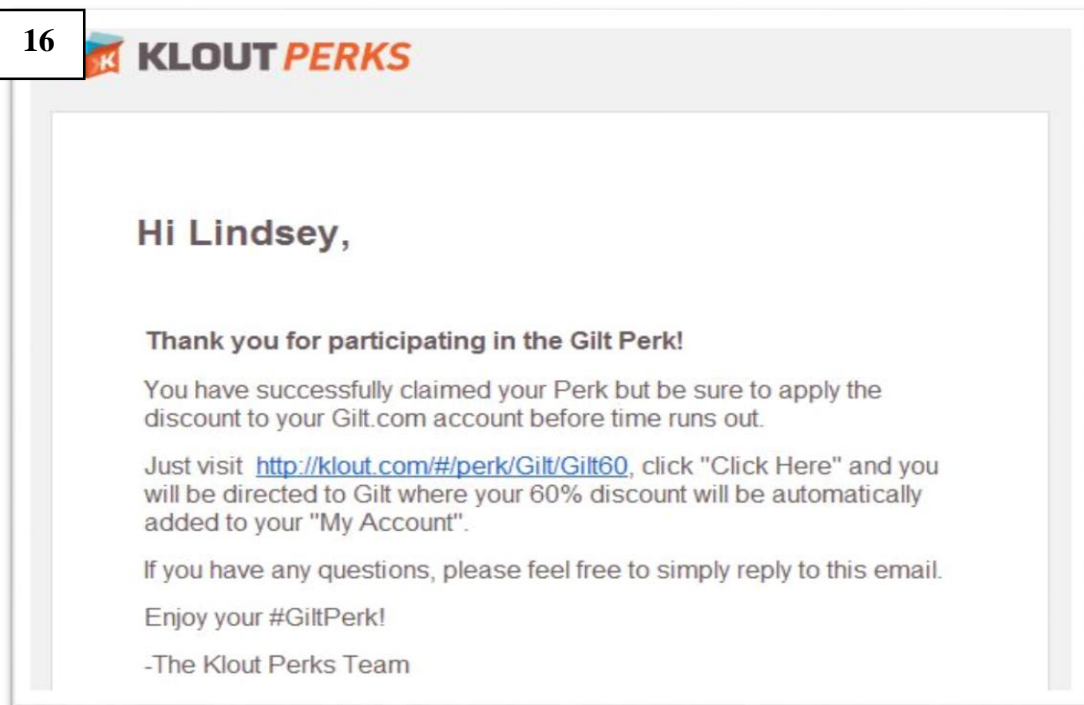 16
KLOUT PERKS
Hi Lindsey,
Thank you for participating in the Gilt Perk!
You have successfully claimed your Perk but be sure to apply the
discount to your Gilt.com account before time runs out.
Just visit http://klout.com/#/perk/Gilt/Gilt60, click "Click Here" and you
will be directed to Gilt where your 60% discount will be automatically
added to your "My Account".
If you have any questions, please feel free to simply reply to this email.
Enjoy your #GiltPerk!
-The Klout Perks Team